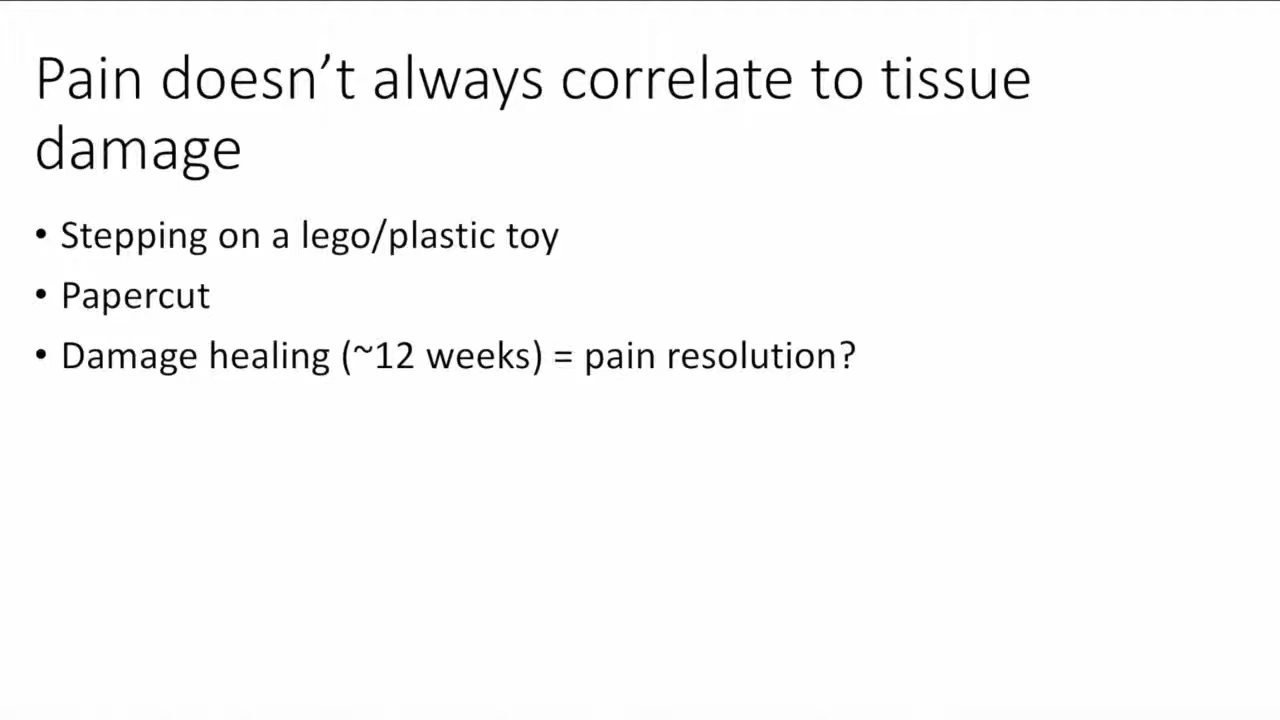 Pain doesn’t always correlate to tissue
damage
• Stepping on a lego/plastic toy
• Papercut
• Damage healing (~12 weeks) = pain resolution?